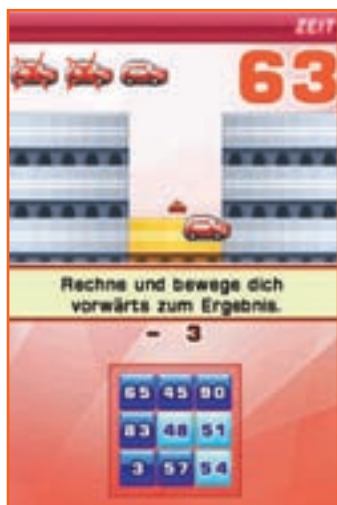 ZEIT
63
Rechne und bewege dich
vorwärts zum Ergebnis.
- 3
65 45 90
83 48 51
3 57 54